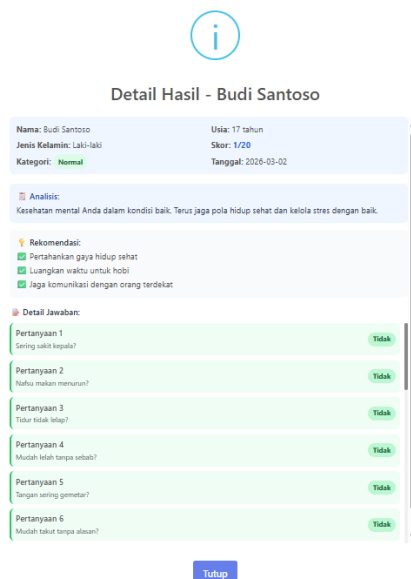 i
Detail Hasil - Budi Santoso
Nama: Budi Santoso
Usia: 17 tahun
Jenis Kelamin: Laki-laki
Skor: 1/20
Kategori: Normal
Tanggal: 2026-03-02
Analisis:
Kesehatan mental Anda dalam kondisi baik. Terus jaga pola hidup sehat dan kelola stres dengan baik.
Rekomendasi:
Pertahankan gaya hidup sehat
Luangkan waktu untuk hobi
Jaga komunikasi dengan orang terdekat
Detail Jawaban:
Pertanyaan 1
Sering sakit kepala?
Tidak
Pertanyaan 2
Nafsu makan menurun?
Tidak
Pertanyaan 3
Tidur tidak lelap?
Tidak
Pertanyaan 4
Mudah lelah tanpa sebab?
Tidak
Pertanyaan 5
Tangan sering gemetar?
Tidak
Pertanyaan 6
Mudah takut tanpa alasan?
Tidak
Tutup